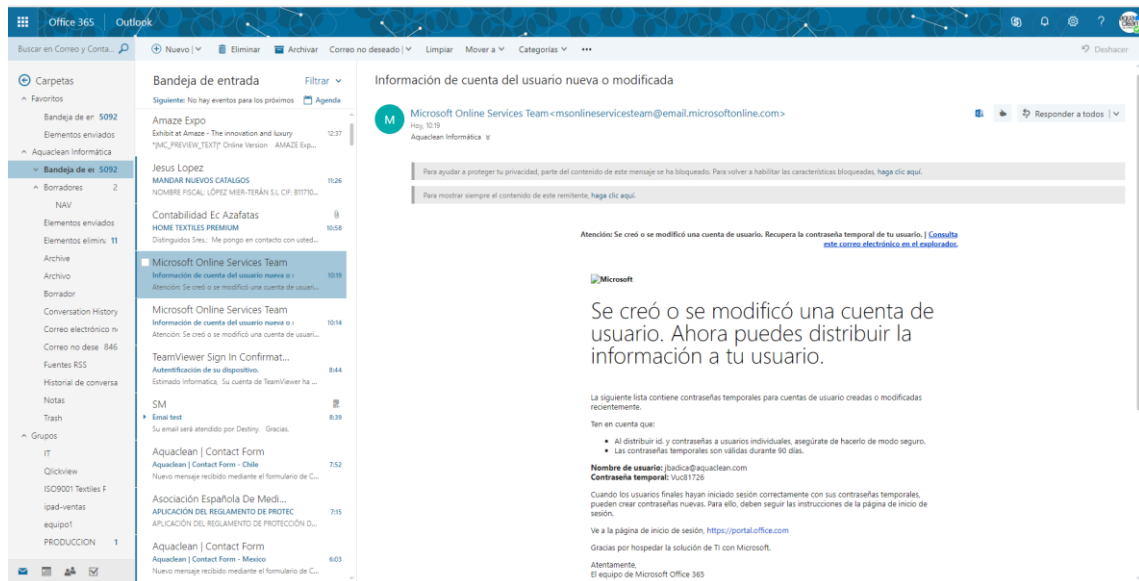 Office 365
Outlook
Buscar en Correo y Conta...
Nuevo
Eliminar
Archivar
Correo no deseado
Limpiar
Mover a
Categorías
Deshacer
Carpetas
Favoritos
Bandeja de er 5092
Elementos enviados
Aquaclean Informática
Bandeja de ei 5092
Borradores 2
NAV
Elementos enviados
Elementos elimin: 11
Archive
Archivo
Borrador
Conversation History
Correo electrónico n
Correo no dese 846
Fuentes RSS
Historial de conversa
Notas
Trash
Grupos
IT
Qlickview
ISO9001 Textiles F
ipad-ventas
equipo1
PRODUCCION 1
Bandeja de entrada
Filtrar
Siguiente: No hay eventos para los próximos
Agenda
Amaze Expo
Exhibit at Amaze - The innovation and luxury 12:37
*|MC_PREVIEW_TEXT|* Online Version AMAZE Exp...
Jesus Lopez
MANDAR NUEVOS CATALGOS 11:26
NOMBRE FISCAL: LÓPEZ MIER-TERÁN S.L CIF: B11770...
Contabilidad Ec Azafatas
HOME TEXTILES PREMIUM 10:58
Distinguidos Sres.: Me pongo en contacto con usted...
Microsoft Online Services Team
Información de cuenta del usuario nueva o 10:19
Atención: Se creó o se modificó una cuenta de usuari...
Microsoft Online Services Team
Información de cuenta del usuario nueva o 10:14
Atención: Se creó o se modificó una cuenta de usuari...
TeamViewer Sign In Confirmat...
Autentificación de su dispositivo. 8:44
Estimado Informatica, Su cuenta de TeamViewer ha ...
SM
Emai test 8:39
Su email será atendido por Destiny. Gracias.
Aquaclean | Contact Form
Aquaclean | Contact Form - Chile 7:52
Nuevo mensaje recibido mediante el formulario de C...
Asociación Española De Medi...
APLICACIÓN DEL REGLAMENTO DE PROTEC 7:15
APLICACIÓN DEL REGLAMENTO DE PROTECCIÓN D...
Aquaclean | Contact Form
Aquaclean | Contact Form - Mexico 6:03
Nuevo mensaje recibido mediante el formulario de C...
Información de cuenta del usuario nueva o modificada
M
Microsoft Online Services Team<msonlineservicesteam@email.microsoftonline.com>
Hoy, 10:19
Aquaclean Informática
Responder a todos
Para ayudar a proteger tu privacidad, parte del contenido de este mensaje se ha bloqueado. Para volver a habilitar las características bloqueadas, haga clic aquí.
Para mostrar siempre el contenido de este remitente, haga clic aquí.
Atención: Se creó o se modificó una cuenta de usuario. Recupera la contraseña temporal de tu usuario. | Consulta
este correo electrónico en el explorador.
Microsoft
Se creó o se modificó una cuenta de
usuario. Ahora puedes distribuir la
información a tu usuario.
La siguiente lista contiene contraseñas temporales para cuentas de usuario creadas o modificadas
recientemente.
Ten en cuenta que:
• Al distribuir id. y contraseñas a usuarios individuales, asegúrate de hacerlo de modo seguro.
• Las contraseñas temporales son válidas durante 90 días.
Nombre de usuario: jbadica@aquaclean.com
Contraseña temporal: Vuc81726
Cuando los usuarios finales hayan iniciado sesión correctamente con sus contraseñas temporales,
pueden crear contraseñas nuevas. Para ello, deben seguir las instrucciones de la página de inicio de
sesión.
Ve a la página de inicio de sesión, https://portal.office.com
Gracias por hospedar la solución de TI con Microsoft.
Atentamente,
El equipo de Microsoft Office 365